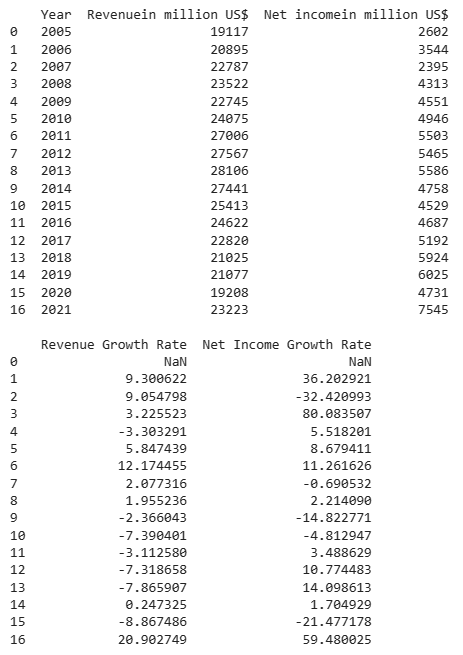 Year Revenuein million US$ Net incomein million US$
0 2005 19117 2602
1 2006 20895 3544
2 2007 22787 2395
3 2008 23522 4313
4 2009 22745 4551
5 2010 24075 4946
6 2011 27006 5503
7 2012 27567 5465
8 2013 28106 5586
9 2014 27441 4758
10 2015 25413 4529
11 2016 24622 4687
12 2017 22820 5192
13 2018 21025 5924
14 2019 21077 6025
15 2020 19208 4731
16 2021 23223 7545
Revenue Growth Rate Net Income Growth Rate
0 NaN NaN
1 9.300622 36.202921
2 9.054798 -32.420993
3 3.225523 80.083507
4 -3.303291 5.518201
5 5.847439 8.679411
6 12.174455 11.261626
7 2.077316 -0.690532
8 1.955236 2.214090
9 -2.366043 -14.822771
10 -7.390401 -4.812947
11 -3.112580 3.488629
12 -7.318658 10.774483
13 -7.865907 14.098613
14 0.247325 1.704929
15 -8.867486 -21.477178
16 20.902749 59.480025